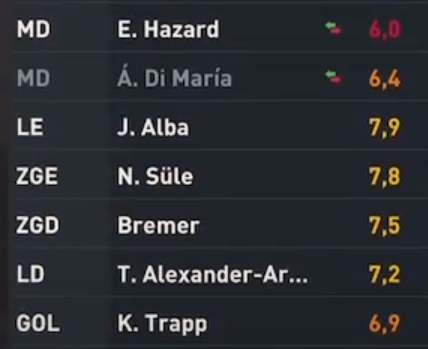 MD E. Hazard 6,0
MD Á. Di María 6,4
LE J. Alba 7,9
ZGE N. Süle 7,8
ZGD Bremer 7,5
LD T. Alexander-Ar... 7,2
GOL K. Trapp 6,9